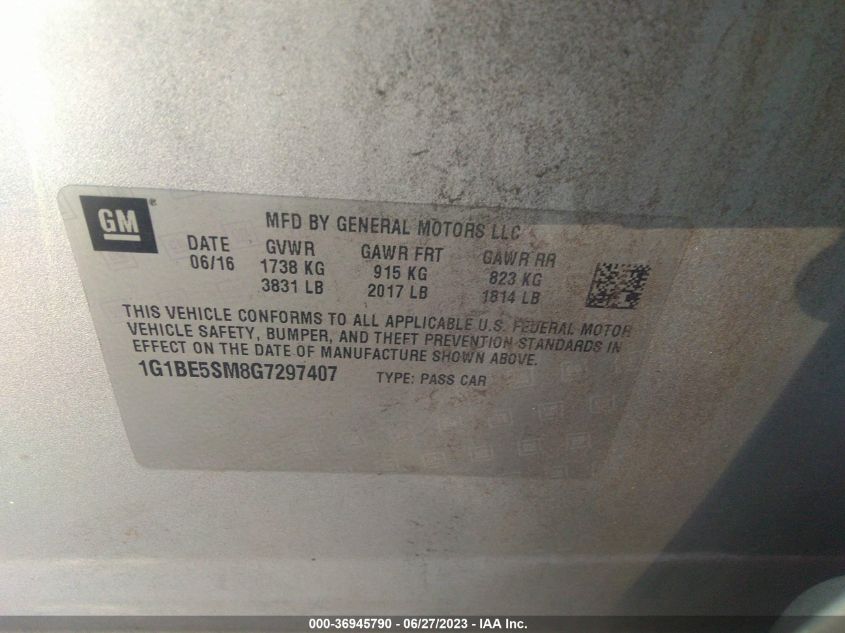 GM®
MFD BY GENERAL MOTORS LLC
DATE GVWR GAWR FRT GAWR RR
06/16 1738 KG 915 KG 823 KG
3831 LB 2017 LB 1814 LB
THIS VEHICLE CONFORMS TO ALL APPLICABLE U.S. FEDERAL MOTOR
VEHICLE SAFETY, BUMPER, AND THEFT PREVENTION STANDARDS IN
EFFECT ON THE DATE OF MANUFACTURE SHOWN ABOVE.
1G1BE5SM8G7297407 TYPE: PASS CAR
000-36945790 - 06/27/2023 - IAA Inc.